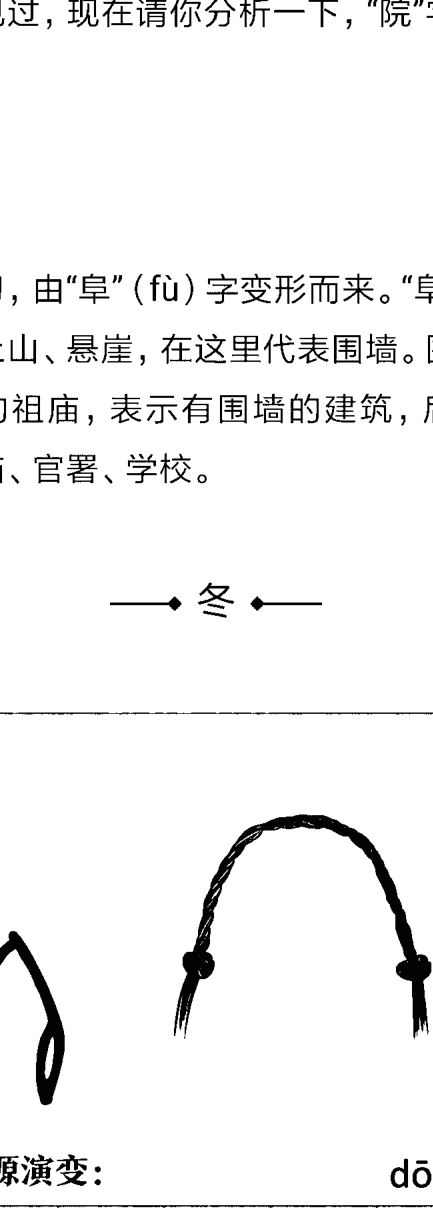 过，现在请你分析一下，“院”
，由“阜”（fù）字变形而来。“阜
山、悬崖，在这里代表围墙。
祖庙，表示有围墙的建筑，
、官署、学校。
冬
源演变：
dō